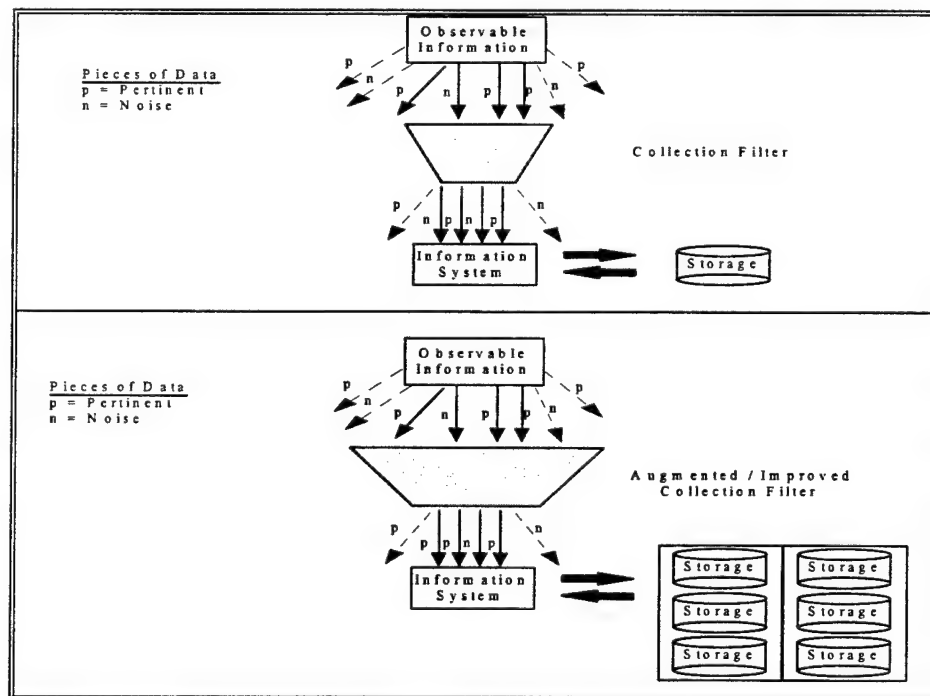 Observable
Information
Pieces of Data
p = Pertinent
n = Noise
p
n
p
n
p
p
n
p
Collection Filter
p
n
p
n
p
n
Information
System
Storage
Observable
Information
Pieces of Data
p = Pertinent
n = Noise
p
n
p
n
p
p
n
p
Augmented / Improved
Collection Filter
p
p
p
n
p
n
Information
System
Storage
Storage
Storage
Storage
Storage
Storage